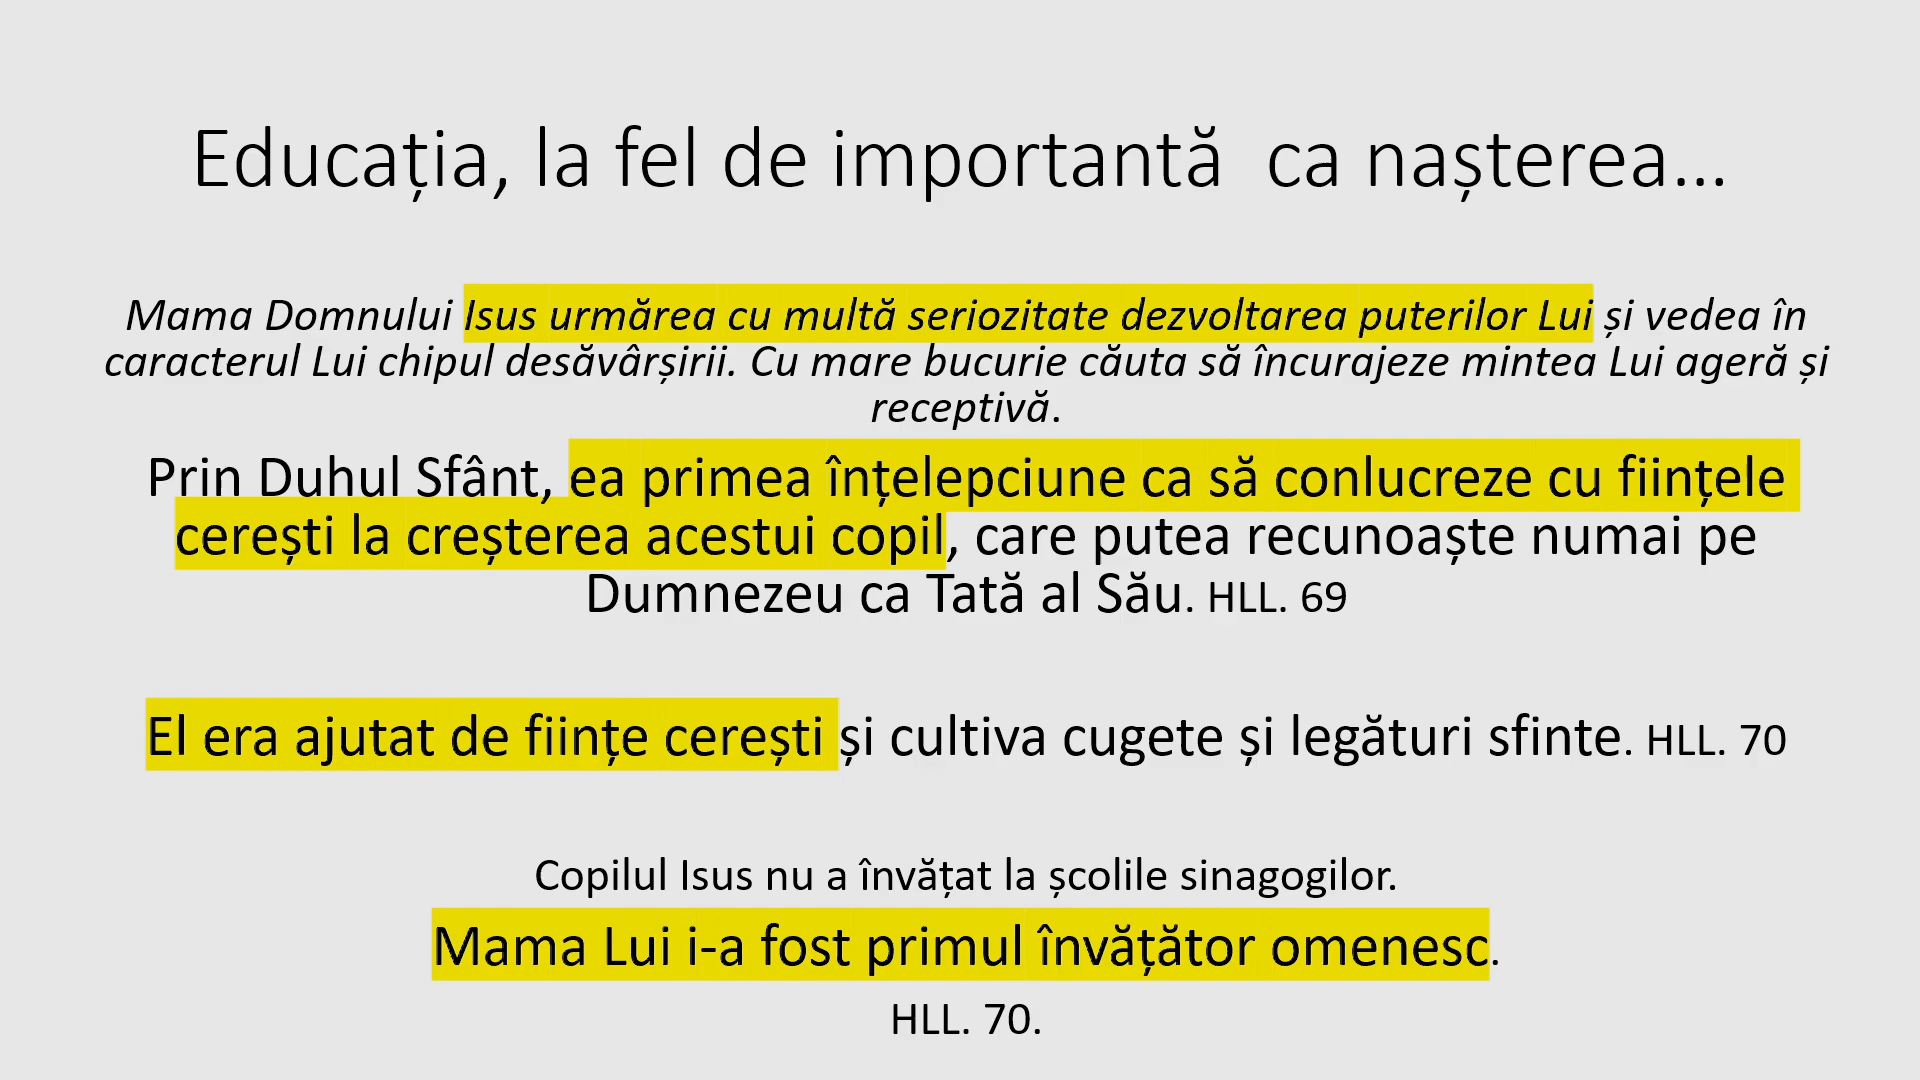 Educația, la fel de importantă  ca nașterea...
Mama Domnului Isus urmărea cu multă seriozitate dezvoltarea puterilor Lui și vedea în
caracterul Lui chipul desăvârșirii. Cu mare bucurie căuta să încurajeze mintea Lui ageră și
receptivă.
Prin Duhul Sfânt, ea primea înțelepciune ca să conlucreze cu ființele
cerești la creșterea acestui copil, care putea recunoaște numai pe
Dumnezeu ca Tată al Său. HLL. 69
El era ajutat de ființe cerești și cultiva cugete și legături sfinte. HLL. 70
Copilul Isus nu a învățat la școlile sinagogilor.
Mama Lui i-a fost primul învățător omenesc.
HLL. 70.